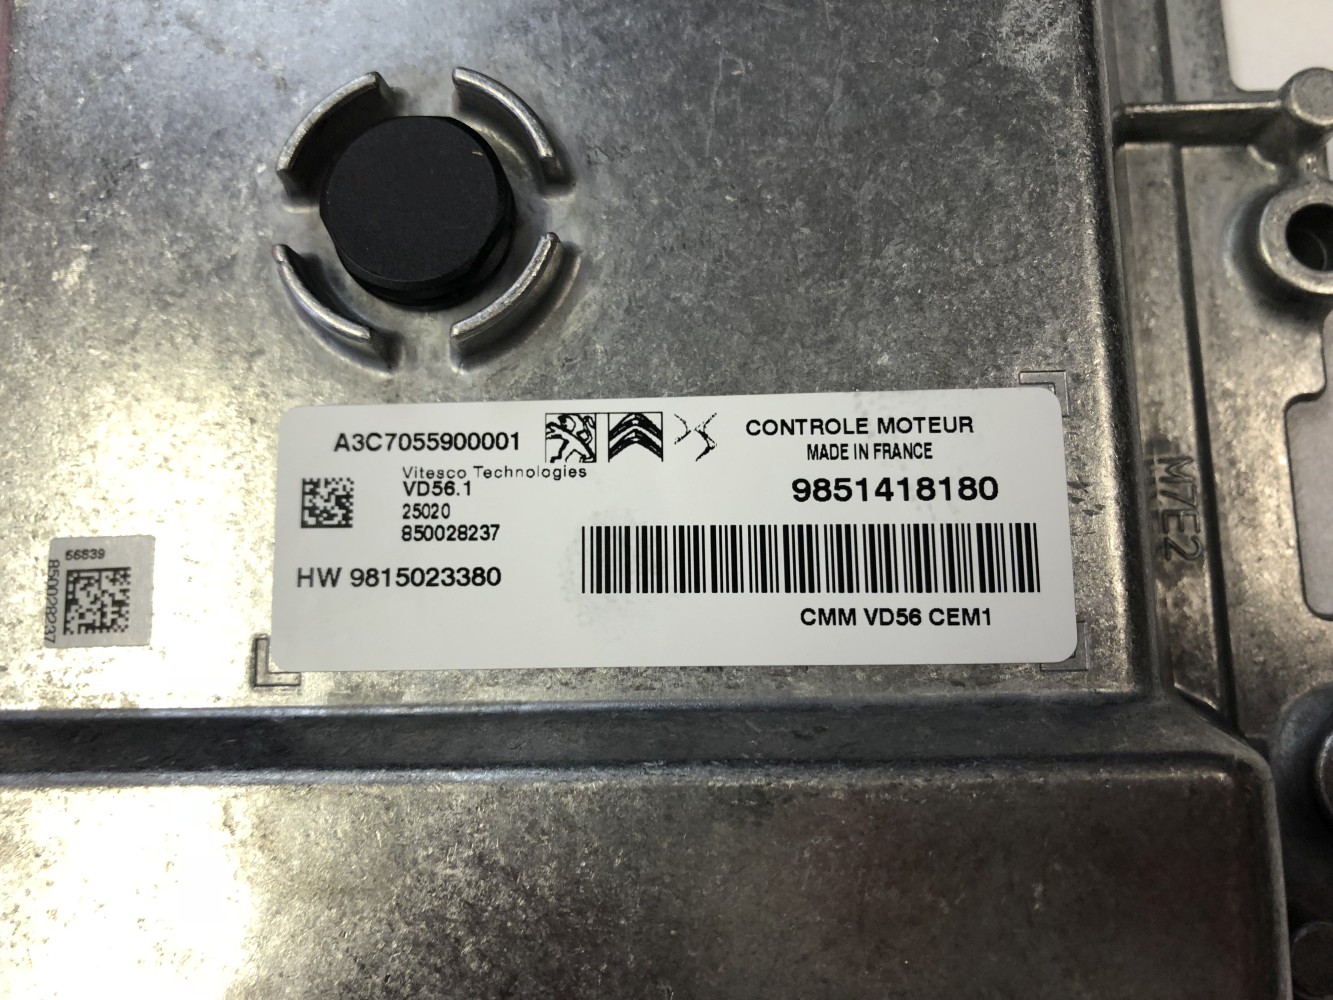 A3C7055900001
Vitesco Technologies
VD56.1
25020
850028237
HW 9815023380
CONTROLE MOTEUR
MADE IN FRANCE
9851418180
CMM VD56 CEM1
56839
850028237
M7E2